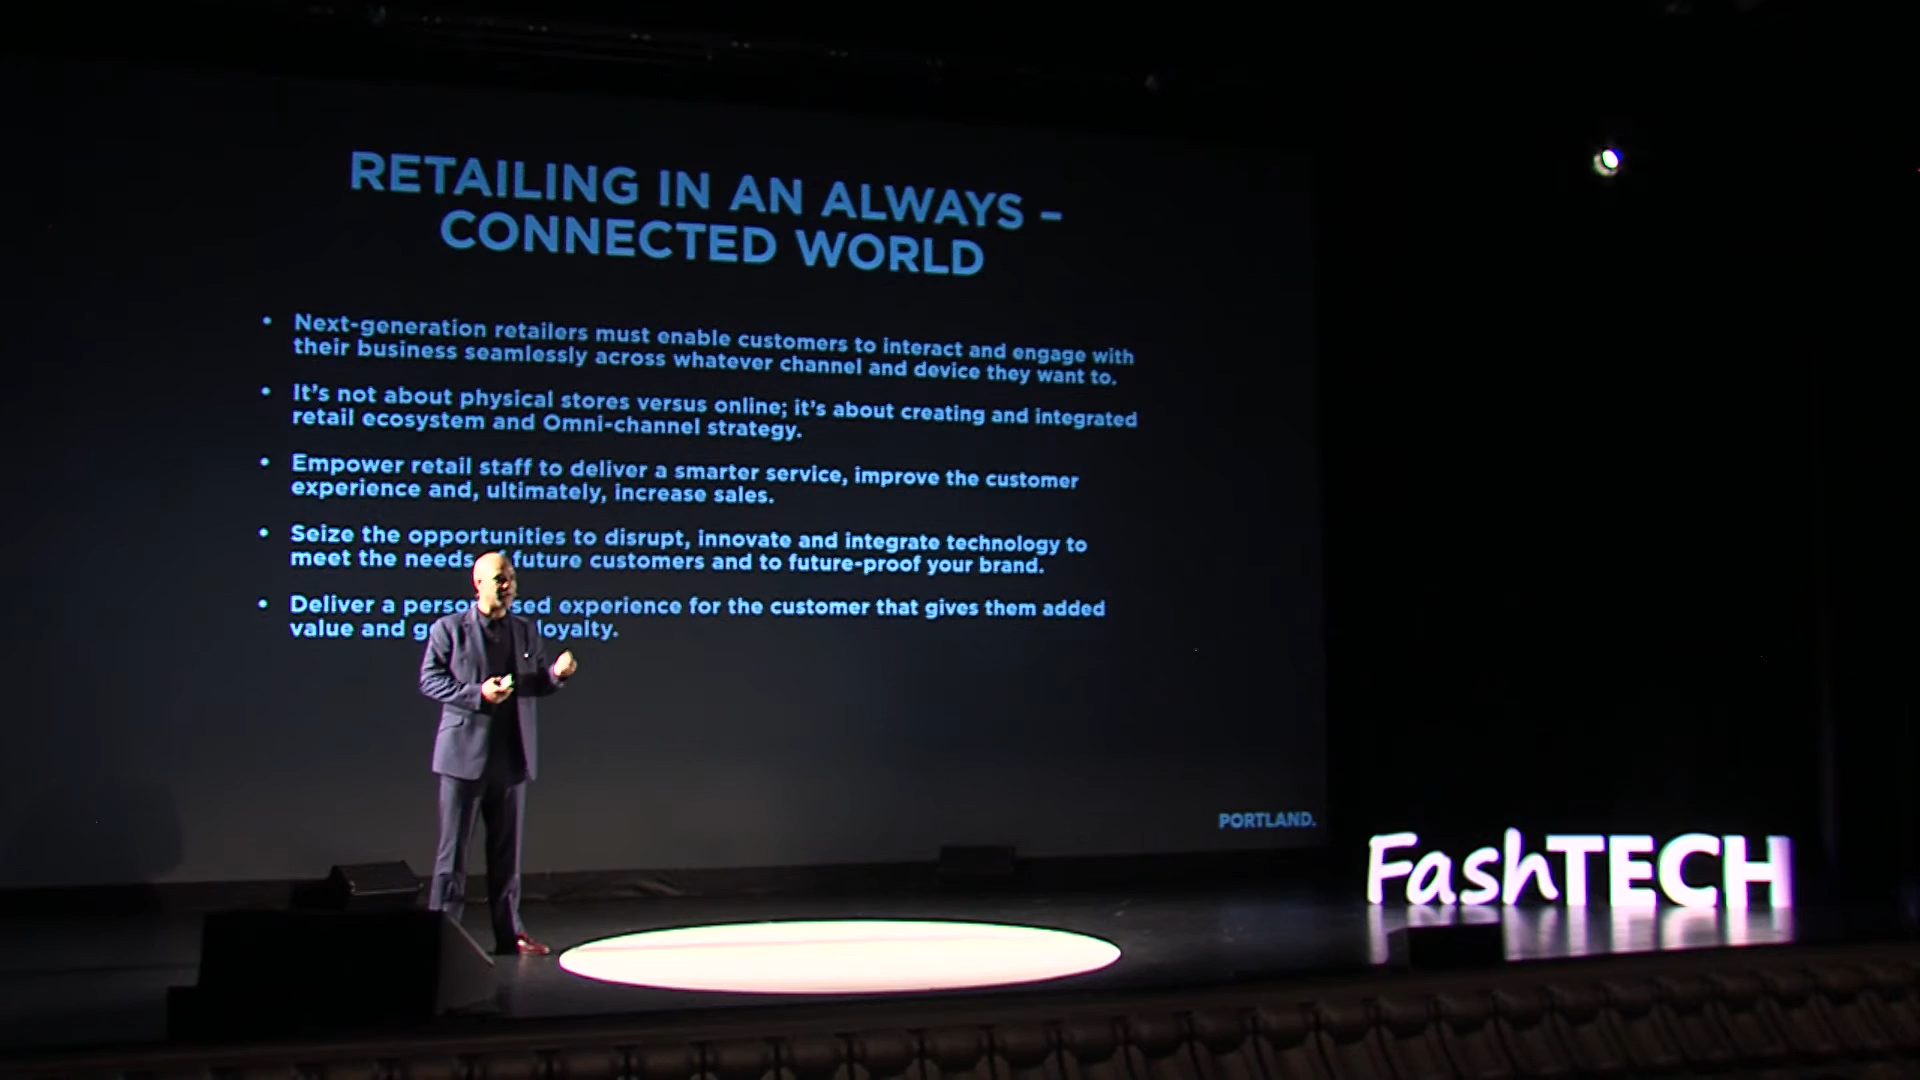 RETAILING IN AN ALWAYS –
CONNECTED WORLD
• Next-generation retailers must enable customers to interact and engage with
their business seamlessly across whatever channel and device they want to.
• It's not about physical stores versus online; it's about creating and integrated
retail ecosystem and Omni-channel strategy.
• Empower retail staff to deliver a smarter service, improve the customer
experience and, ultimately, increase sales.
• Seize the opportunities to disrupt, innovate and integrate technology to
meet the needs future customers and to future-proof your brand.
• Deliver a experience for the customer that gives them added
value and loyalty.
PORTLAND.
FashTECH